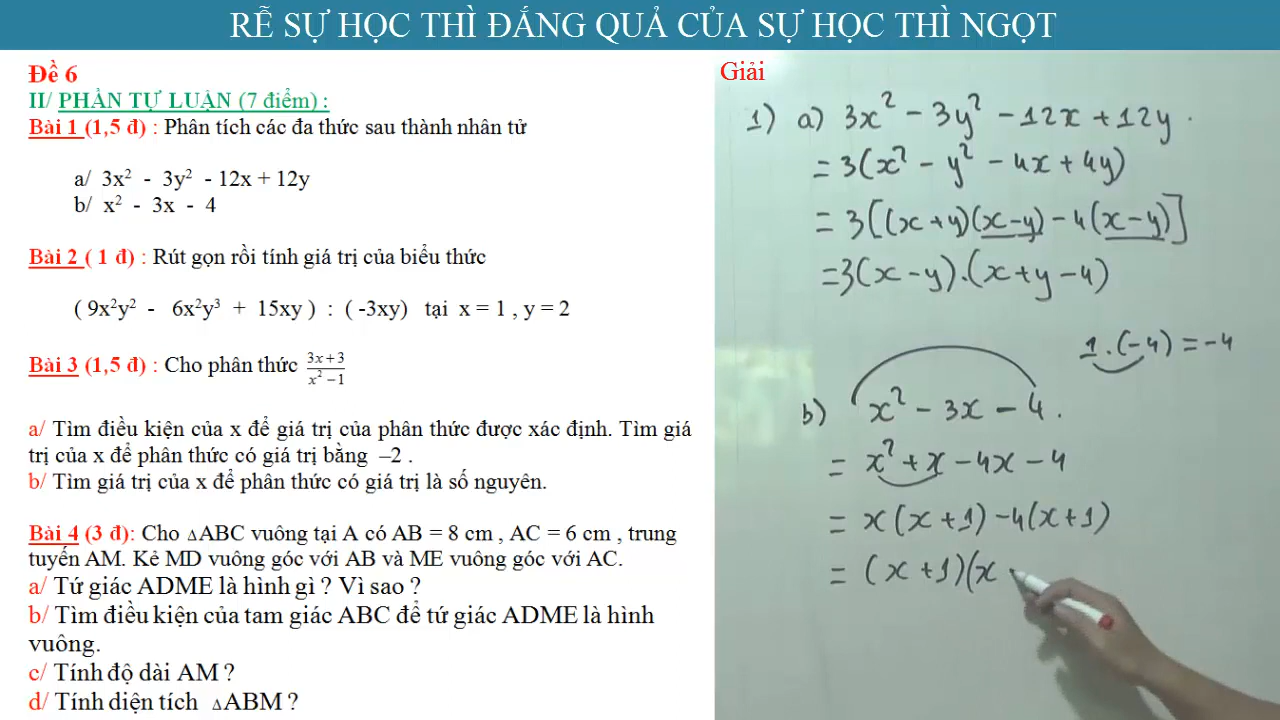 RỄ SỰ HỌC THÌ ĐẮNG QUẢ CỦA SỰ HỌC THÌ NGỌT
Đề 6
II/ PHẦN TỰ LUẬN (7 điểm) :
Bài 1 (1,5 đ) : Phân tích các đa thức sau thành nhân tử
a/ 3x² - 3y² - 12x + 12y
b/ x² - 3x - 4
Bài 2 ( 1 đ) : Rút gọn rồi tính giá trị của biểu thức
( 9x²y² - 6x²y³ + 15xy ) : ( -3xy) tại x = 1 , y = 2
Bài 3 (1,5 đ) : Cho phân thức (3x+3)/(x²−1)
a/ Tìm điều kiện của x để giá trị của phân thức được xác định. Tìm giá
trị của x để phân thức có giá trị bằng −2 .
b/ Tìm giá trị của x để phân thức có giá trị là số nguyên.
Bài 4 (3 đ): Cho △ABC vuông tại A có AB = 8 cm , AC = 6 cm , trung
tuyến AM. Kẻ MD vuông góc với AB và ME vuông góc với AC.
a/ Tứ giác ADME là hình gì ? Vì sao ?
b/ Tìm điều kiện của tam giác ABC để tứ giác ADME là hình
vuông.
c/ Tính độ dài AM ?
d/ Tính diện tích △ABM ?
Giải
1) a) 3x² - 3y² - 12x + 12y .
= 3(x² - y² - 4x + 4y)
= 3[(x+y)(x-y) - 4(x-y)]
=3(x-y).(x+y-4)
1.(-4) = -4
b) x² - 3x - 4 .
= x² + x - 4x - 4
= x(x+1) - 4(x+1)
= (x+1)(x